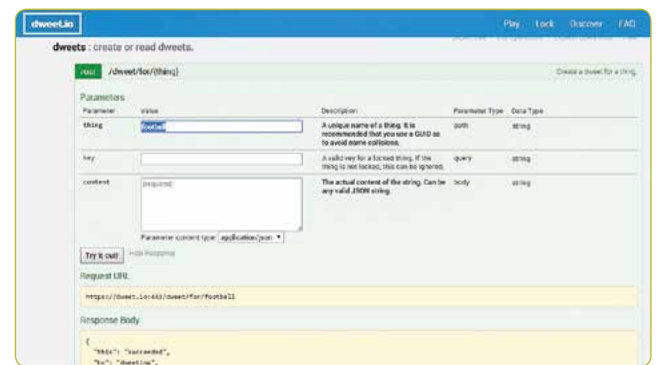 dweet.io
Play Lock Discover FAQ
dweets : create or read dweets.
POST /dweet/for/{thing} Create a dweet for a thing.
Parameters
Parameter Value Description Parameter Type Data Type
thing football A unique name of a thing. It is path string
recommended that you use a GUID as
to avoid name collisions.
key A valid key for a locked thing. If the query string
thing is not locked, this can be ignored.
content (required) The actual content of the string. Can be body string
any valid JSON string.
Parameter content type: application/json
Try it out! Hide Response
Request URL
https://dweet.io:443/dweet/for/football
Response Body
{
"this": "succeeded",
"by": "dweeting",